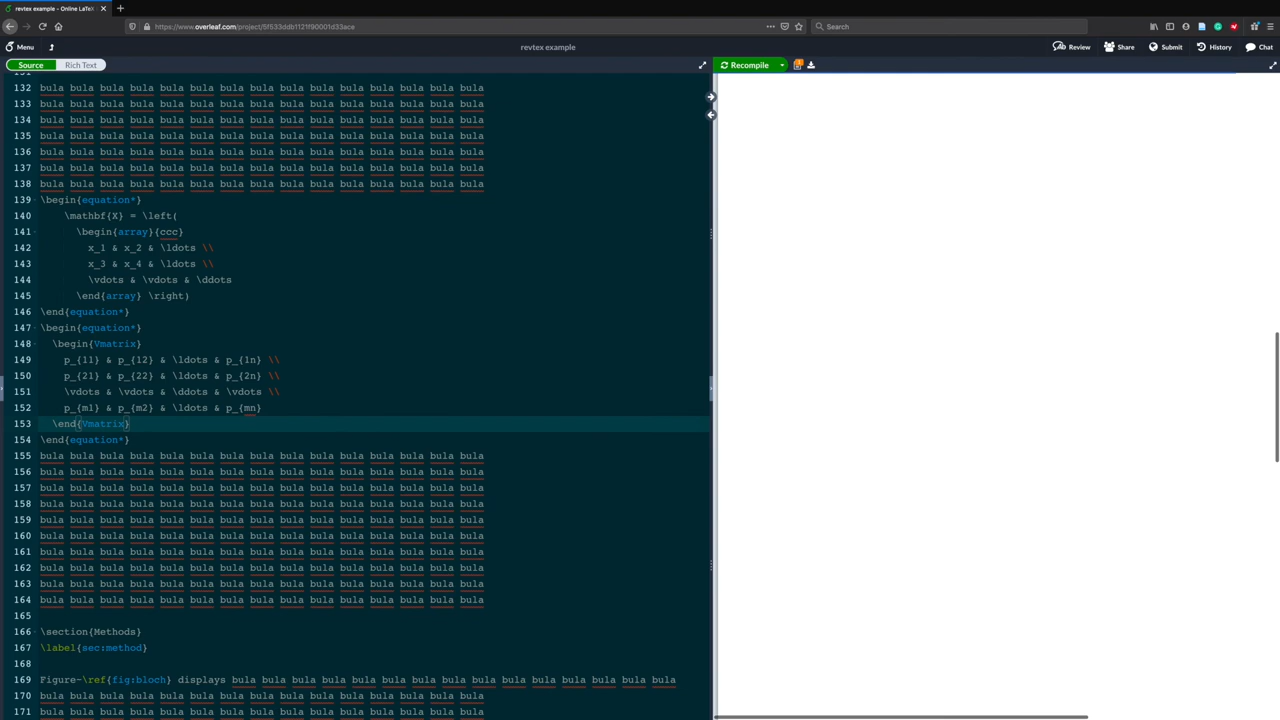 revtex example - Online LaTeX
https://www.overleaf.com/project/5f533ddb1121f90001d33ace
Search
Menu
revtex example
Review
Share
Submit
History
Chat
Source
Rich Text
Recompile
132 bula bula bula bula bula bula bula bula bula bula bula bula bula bula bula
133 bula bula bula bula bula bula bula bula bula bula bula bula bula bula bula
134 bula bula bula bula bula bula bula bula bula bula bula bula bula bula bula
135 bula bula bula bula bula bula bula bula bula bula bula bula bula bula bula
136 bula bula bula bula bula bula bula bula bula bula bula bula bula bula bula
137 bula bula bula bula bula bula bula bula bula bula bula bula bula bula bula
138 bula bula bula bula bula bula bula bula bula bula bula bula bula bula bula
139 \begin{equation*}
140 \mathbf{X} = \left(
141 \begin{array}{ccc}
142 x_1 & x_2 & \ldots \\
143 x_3 & x_4 & \ldots \\
144 \vdots & \vdots & \ddots
145 \end{array} \right)
146 \end{equation*}
147 \begin{equation*}
148 \begin{Vmatrix}
149 p_{11} & p_{12} & \ldots & p_{1n} \\
150 p_{21} & p_{22} & \ldots & p_{2n} \\
151 \vdots & \vdots & \ddots & \vdots \\
152 p_{m1} & p_{m2} & \ldots & p_{mn}
153 \end{Vmatrix}
154 \end{equation*}
155 bula bula bula bula bula bula bula bula bula bula bula bula bula bula bula
156 bula bula bula bula bula bula bula bula bula bula bula bula bula bula bula
157 bula bula bula bula bula bula bula bula bula bula bula bula bula bula bula
158 bula bula bula bula bula bula bula bula bula bula bula bula bula bula bula
159 bula bula bula bula bula bula bula bula bula bula bula bula bula bula bula
160 bula bula bula bula bula bula bula bula bula bula bula bula bula bula bula
161 bula bula bula bula bula bula bula bula bula bula bula bula bula bula bula
162 bula bula bula bula bula bula bula bula bula bula bula bula bula bula bula
163 bula bula bula bula bula bula bula bula bula bula bula bula bula bula bula
164 bula bula bula bula bula bula bula bula bula bula bula bula bula bula bula
165
166 \section{Methods}
167 \label{sec:method}
168
169 Figure~\ref{fig:bloch} displays bula bula bula bula bula bula bula bula bula bula bula bula bula bula bula
170 bula bula bula bula bula bula bula bula bula bula bula bula bula bula bula
171 bula bula bula bula bula bula bula bula bula bula bula bula bula bula bula